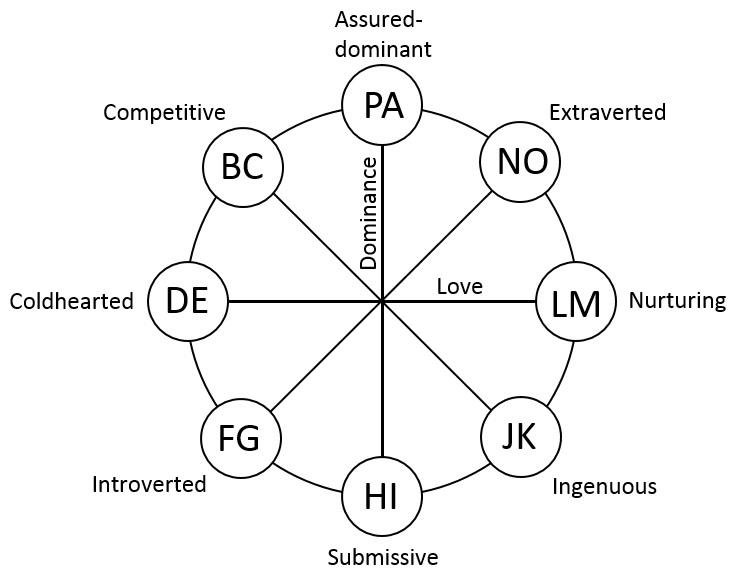 Assured-
dominant
PA
Competitive
Extraverted
BC
NO
Dominance
Love
Coldhearted
DE
LM
Nurturing
FG
JK
Introverted
Ingenuous
HI
Submissive